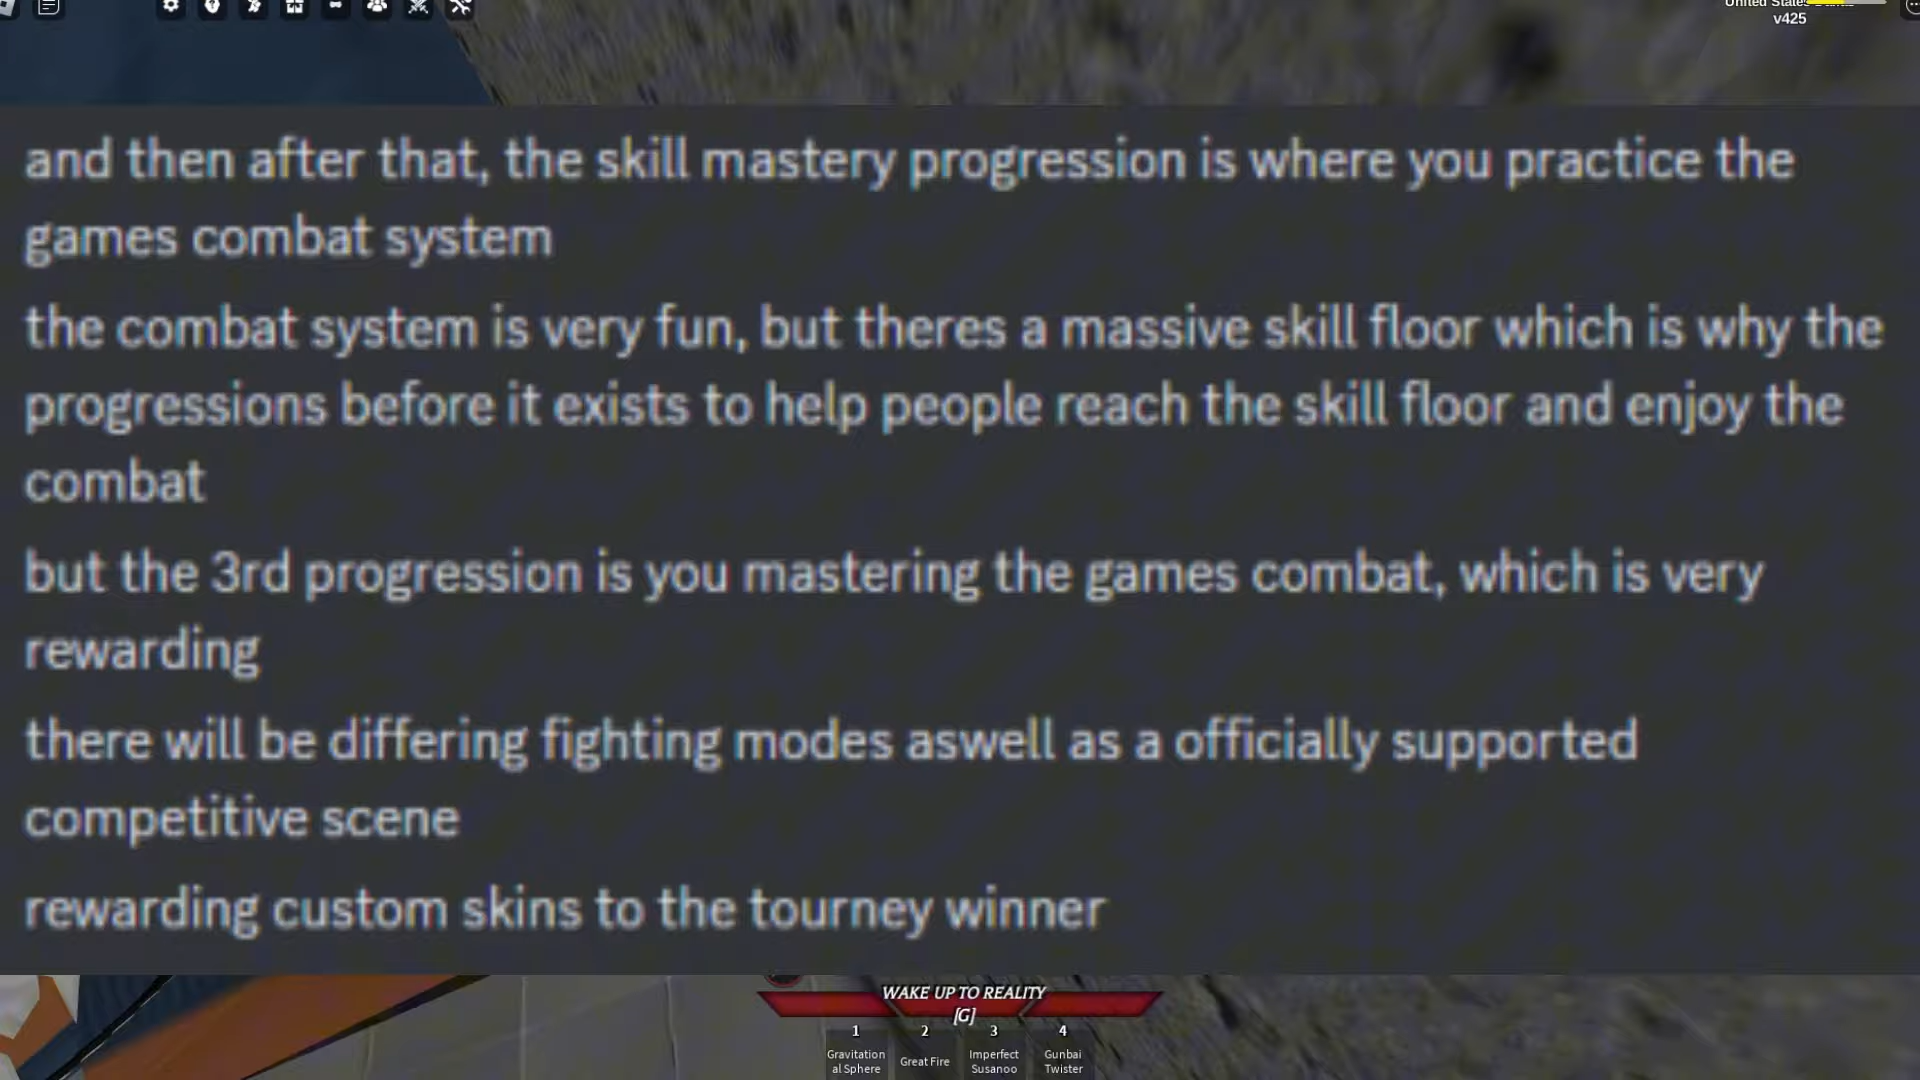 v425
and then after that, the skill mastery progression is where you practice the
games combat system
the combat system is very fun, but theres a massive skill floor which is why the
progressions before it exists to help people reach the skill floor and enjoy the
combat
but the 3rd progression is you mastering the games combat, which is very
rewarding
there will be differing fighting modes aswell as a officially supported
competitive scene
rewarding custom skins to the tourney winner
WAKE UP TO REALITY
[G]
1 2 3 4
Gravitation Great Fire Imperfect Gunbai
al Sphere Susanoo Twister